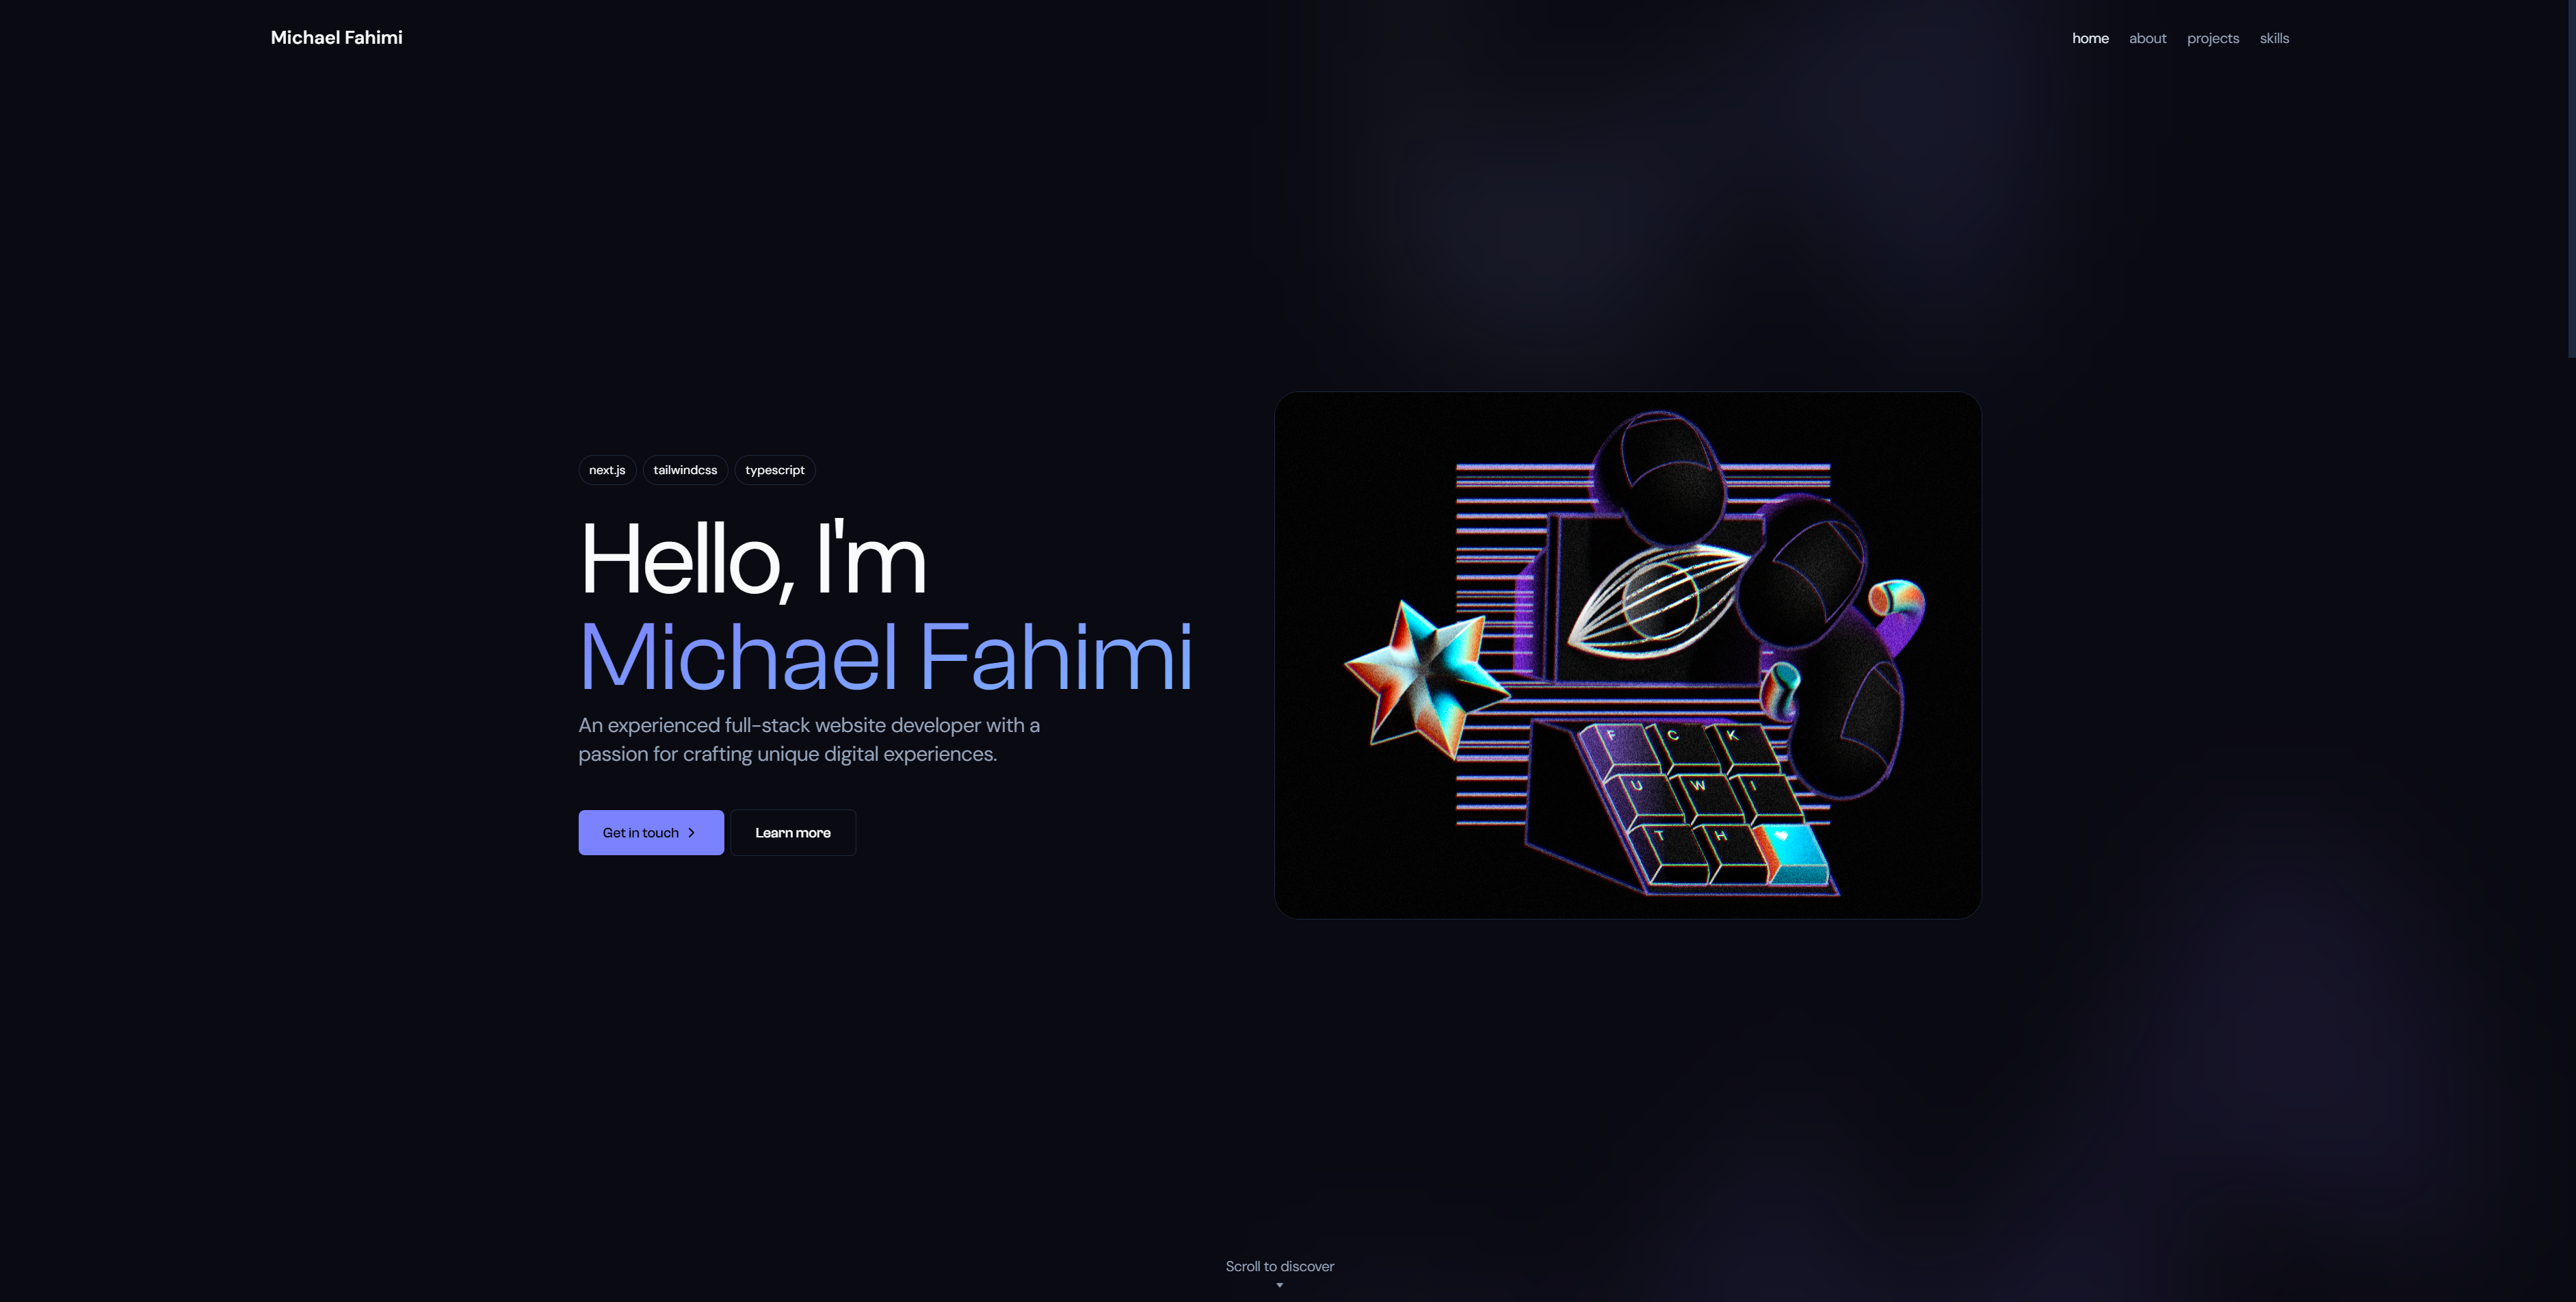 Michael Fahimi
home about projects skills
next.js tailwindcss typescript
Hello, I'm
Michael Fahimi
An experienced full-stack website developer with a
passion for crafting unique digital experiences.
Get in touch
Learn more
F C K
U W I
T H
Scroll to discover